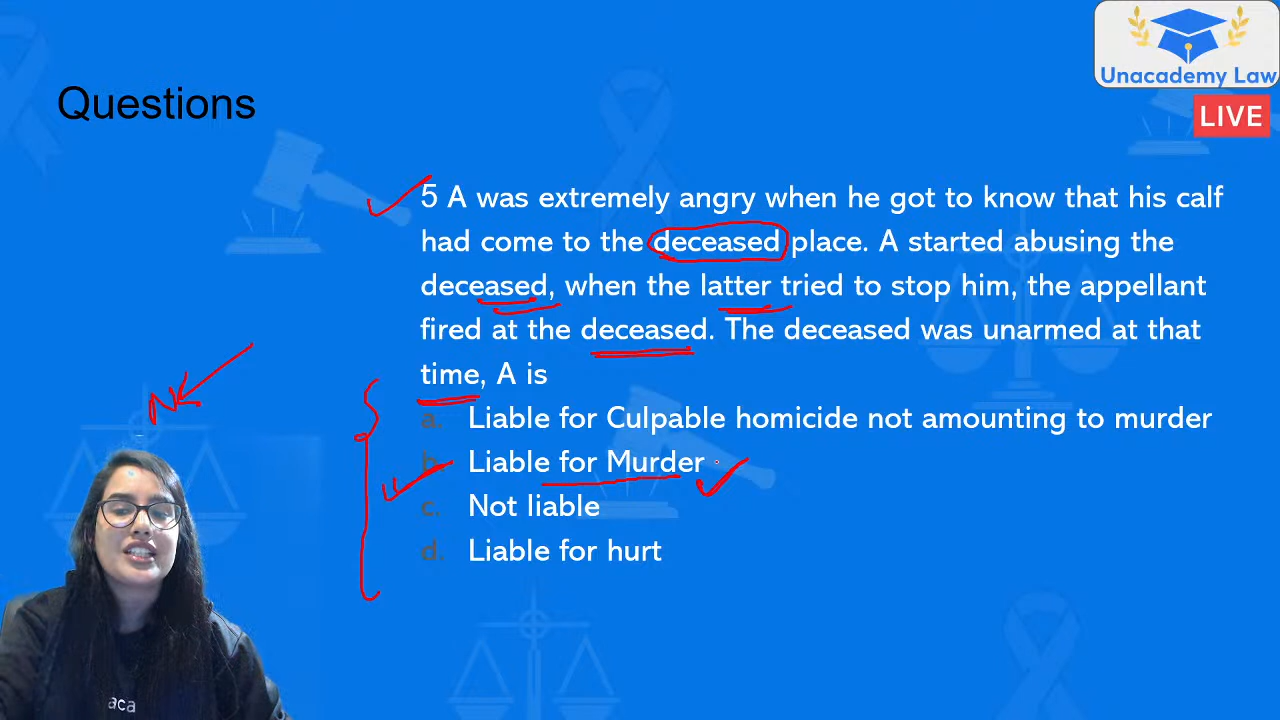 Unacademy Law
LIVE
Questions
5 A was extremely angry when he got to know that his calf
had come to the deceased place. A started abusing the
deceased, when the latter tried to stop him, the appellant
fired at the deceased. The deceased was unarmed at that
time, A is
a. Liable for Culpable homicide not amounting to murder
b. Liable for Murder
c. Not liable
d. Liable for hurt
N
aca